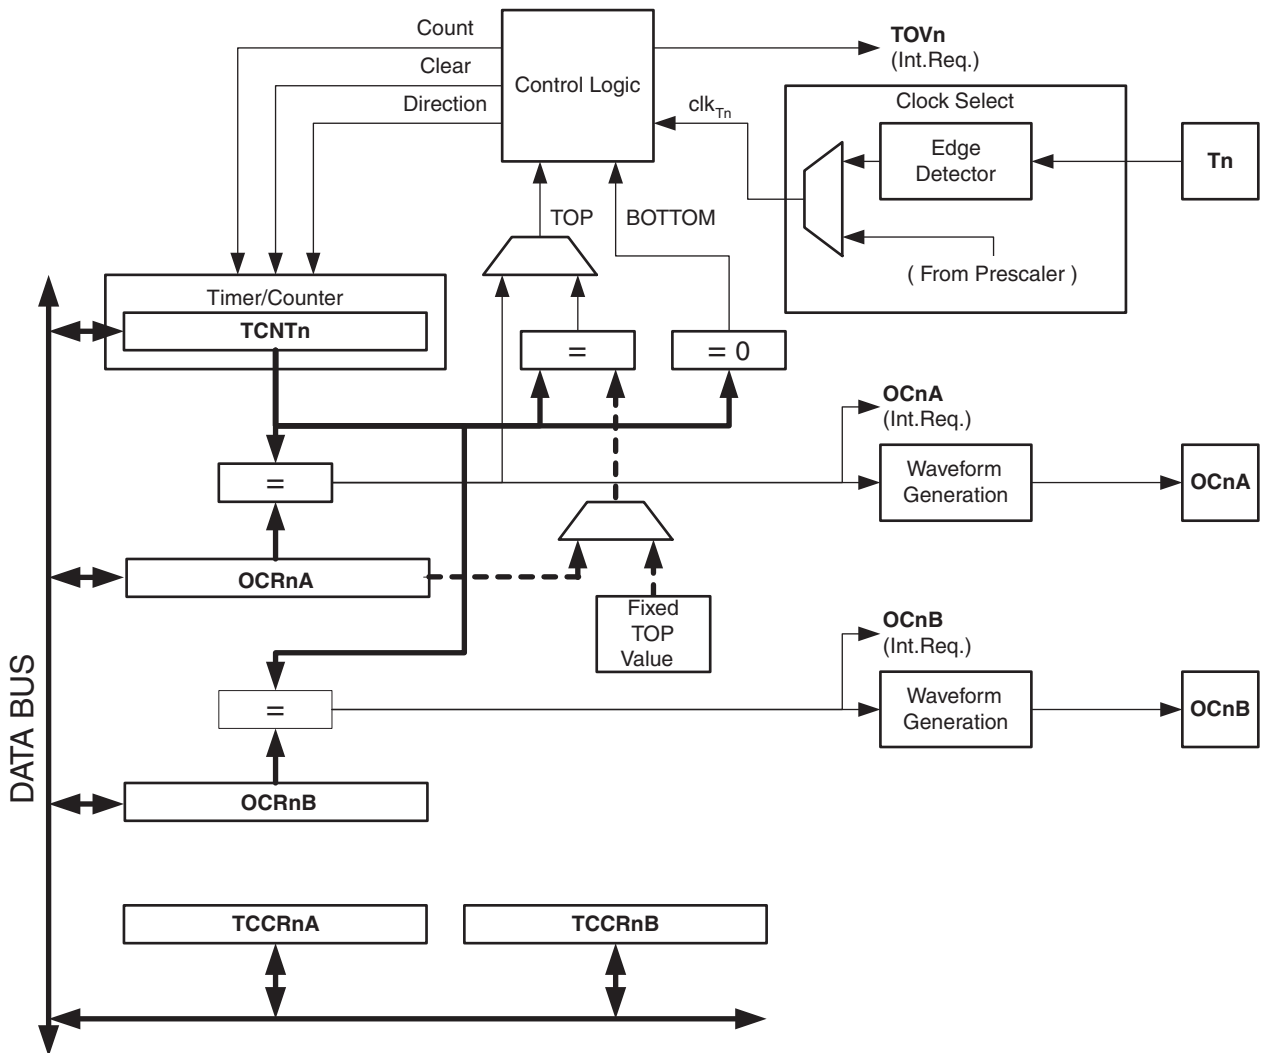 Count
Clear
Direction
Control Logic
TOVn
(Int.Req.)
clkTn
Clock Select
Edge
Detector
Tn
( From Prescaler )
TOP
BOTTOM
Timer/Counter
TCNTn
=
= 0
OCnA
(Int.Req.)
=
Waveform
Generation
OCnA
OCRnA
Fixed
TOP
Value
OCnB
(Int.Req.)
=
Waveform
Generation
OCnB
OCRnB
DATA BUS
TCCRnA
TCCRnB